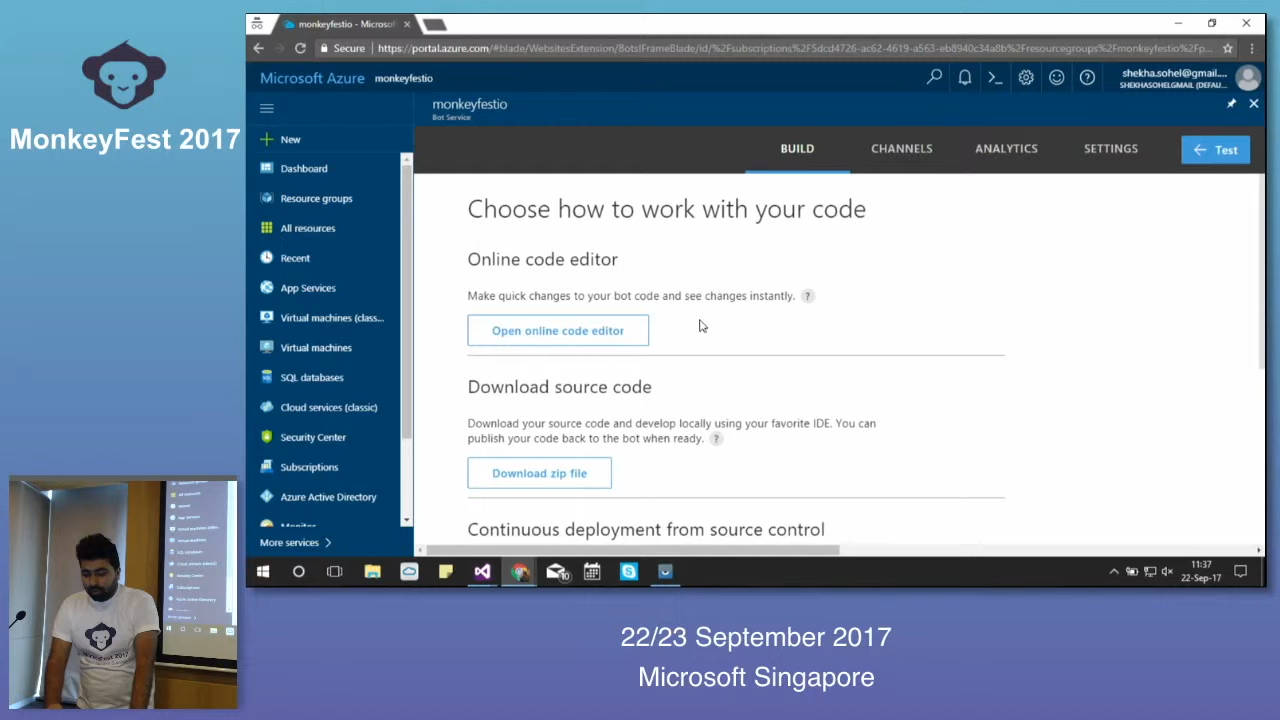 MonkeyFest 2017
monkeyfestio - Microsof
Secure
https://portal.azure.com/#blade/WebsitesExtension/BotsIFrameBlade/id/%2Fsubscriptions%2F5dcd4726-ac62-4619-a563-eb8940c34a8b%2Fresourcegroups%2Fmonkeyfestio%2Fp...
Microsoft Azure monkeyfestio
shekha.sohel@gmail....
SHEKHASOHELGMAIL (DEFAU...
monkeyfestio
Bot Service
BUILD CHANNELS ANALYTICS SETTINGS Test
New
Dashboard
Resource groups
All resources
Recent
App Services
Virtual machines (class...
Virtual machines
SQL databases
Cloud services (classic)
Security Center
Subscriptions
Azure Active Directory
Monitor
More services
Choose how to work with your code
Online code editor
Make quick changes to your bot code and see changes instantly. ?
Open online code editor
Download source code
Download your source code and develop locally using your favorite IDE. You can
publish your code back to the bot when ready. ?
Download zip file
Continuous deployment from source control
10
11:37
22-Sep-17
22/23 September 2017
Microsoft Singapore